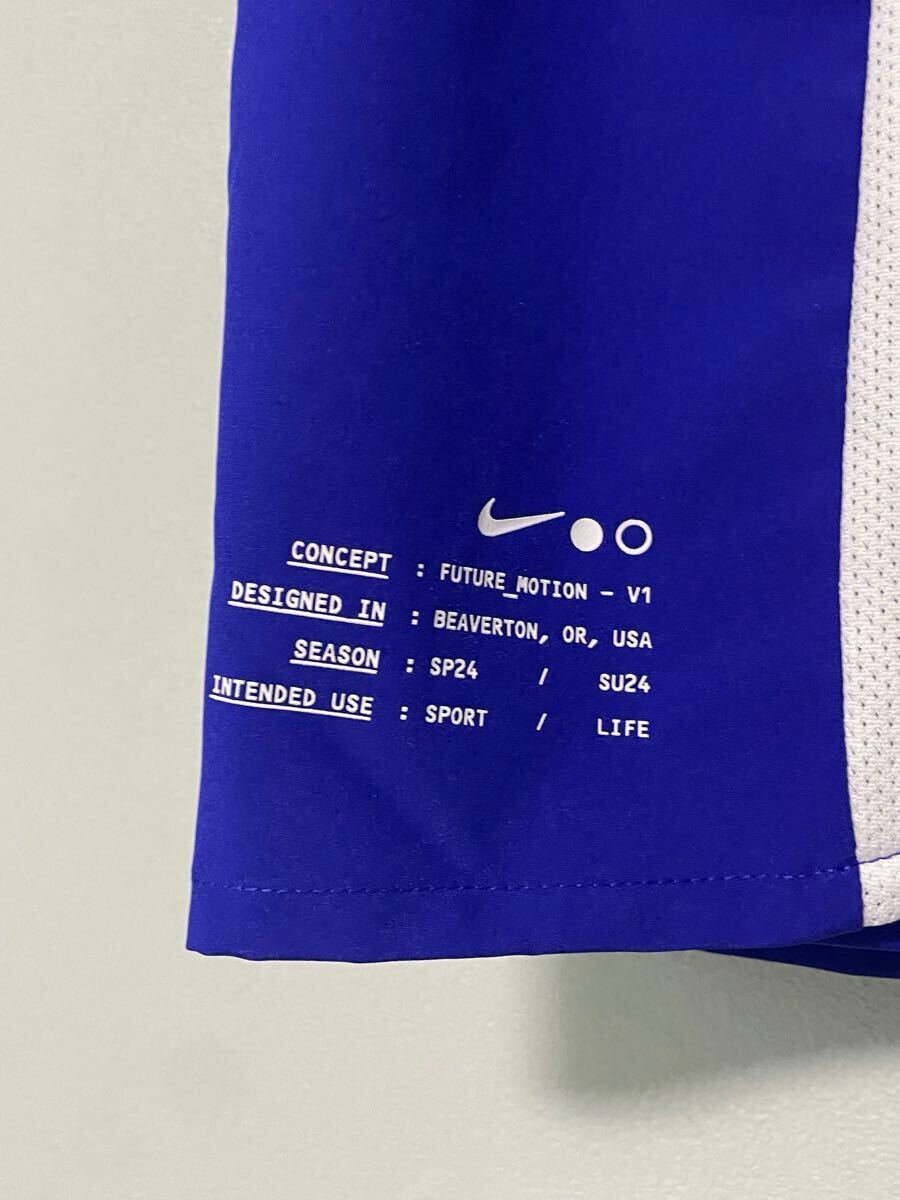 CONCEPT : FUTURE_MOTION – V1
DESIGNED IN : BEAVERTON, OR, USA
SEASON : SP24 / SU24
INTENDED USE : SPORT / LIFE